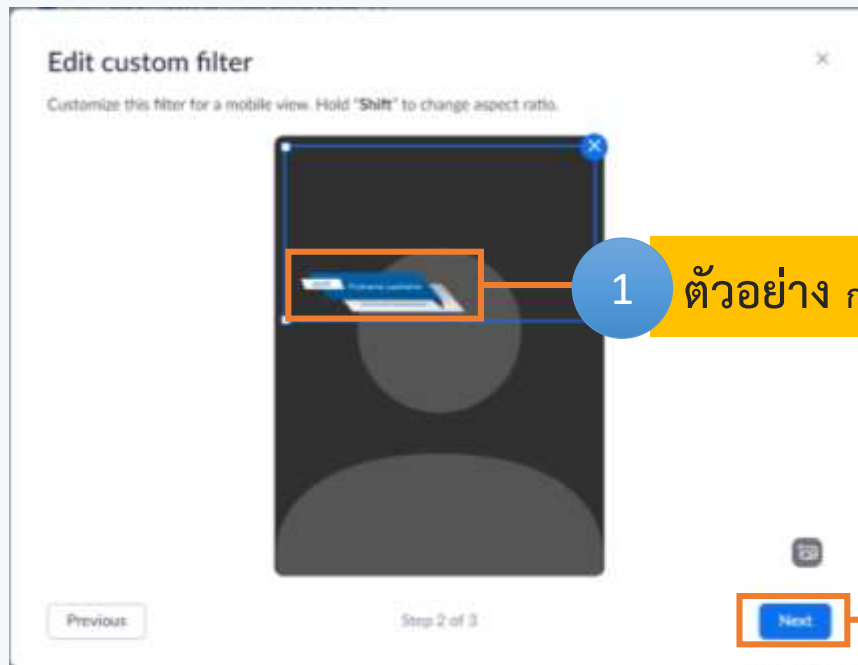 Edit custom filter
Customize this filter for a mobile view. Hold "Shift" to change aspect ratio.
1
ตัวอย่าง
Previous
Step 2 of 3
Next